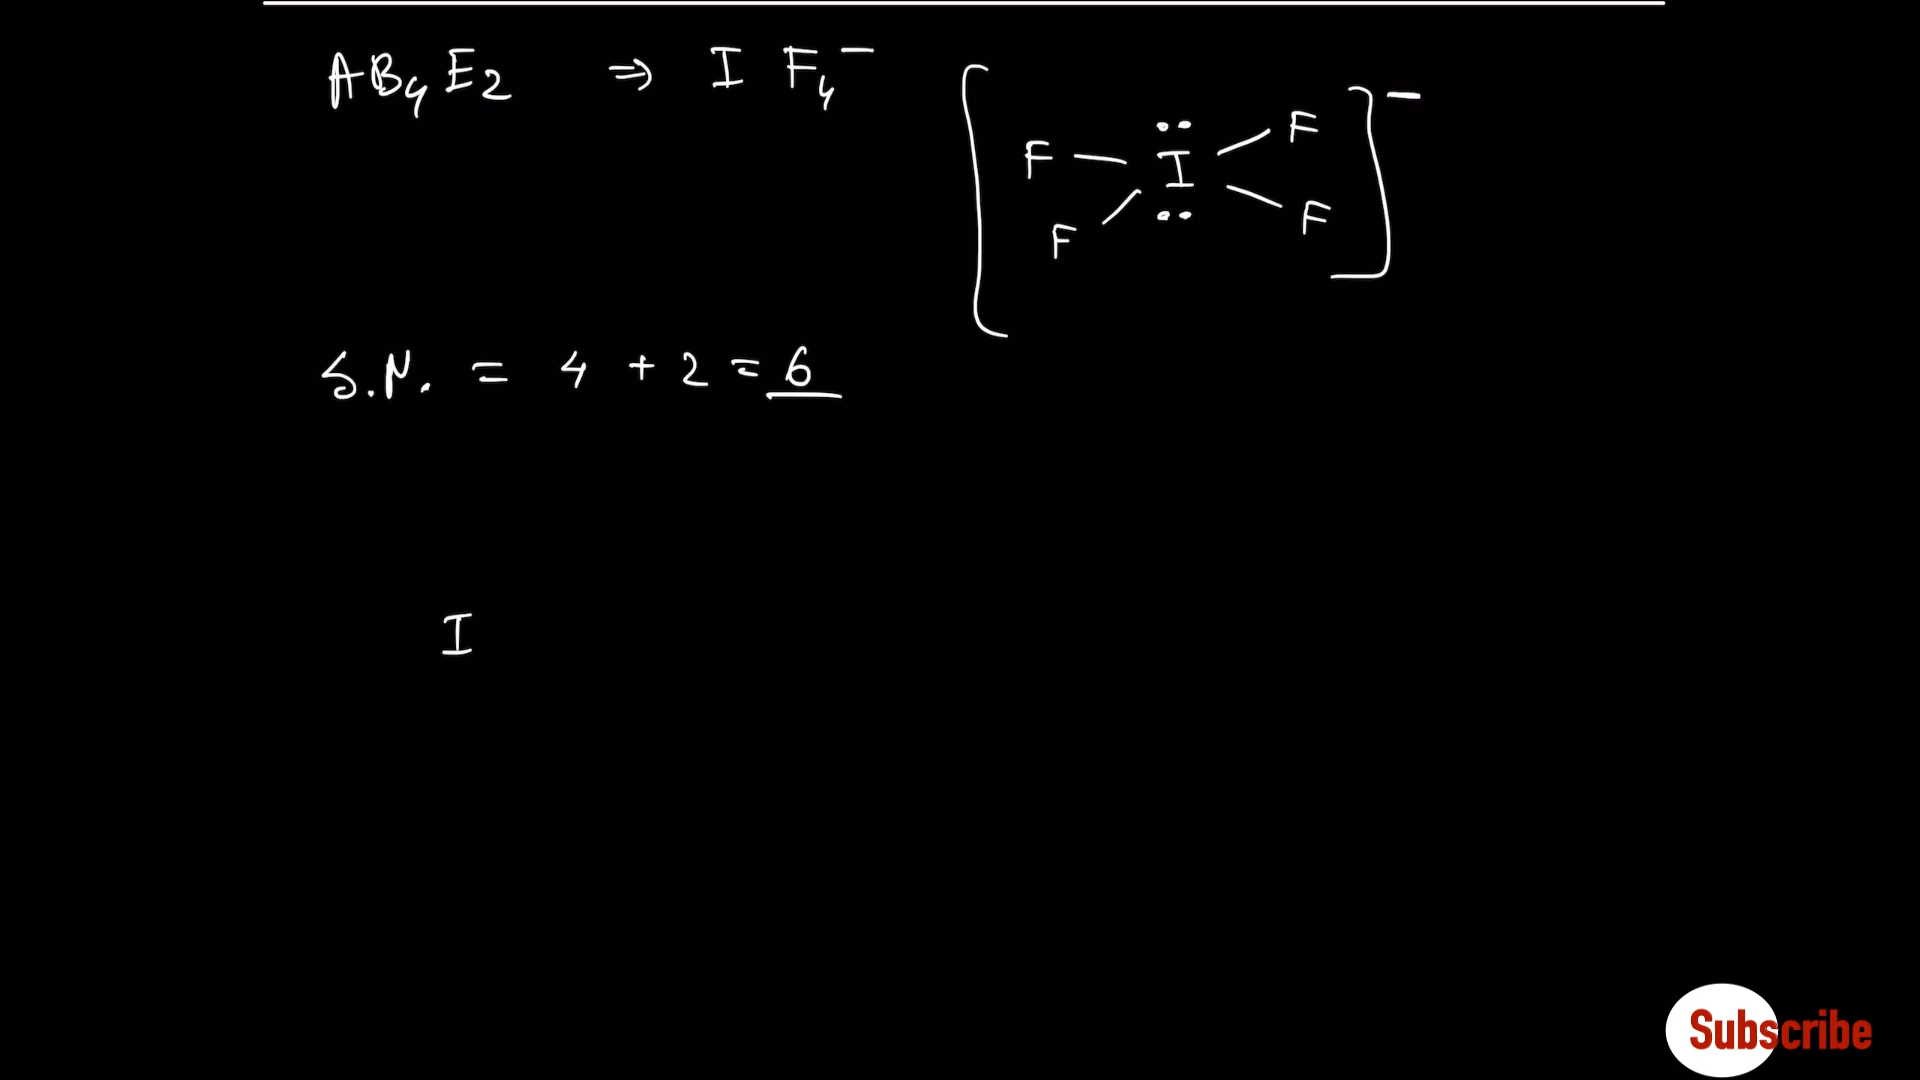 AB₄E₂ ⇒ IF₄⁻
[ F — I — F F F ]⁻
S.N. = 4 + 2 = 6
I
Subscribe